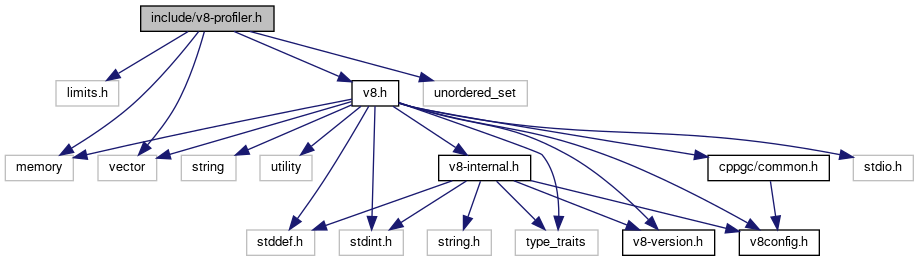 include/v8-profiler.h
limits.h
v8.h
unordered_set
memory
vector
string
utility
v8-internal.h
cppgc/common.h
stdio.h
stddef.h
stdint.h
string.h
type_traits
v8-version.h
v8config.h